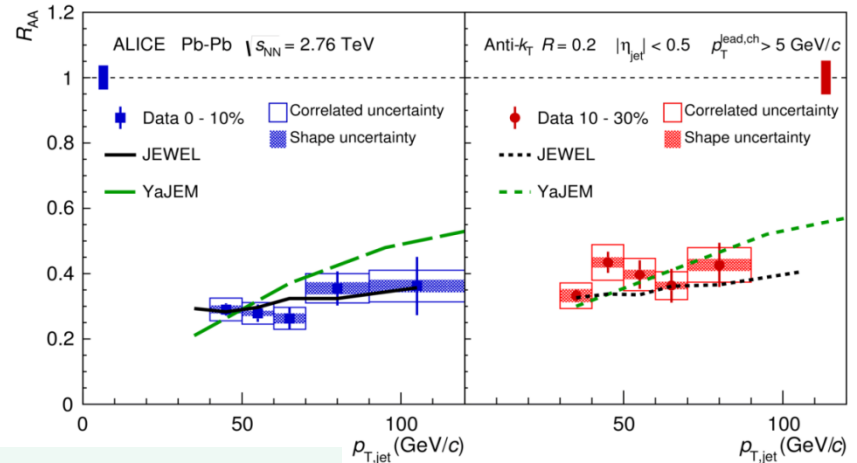 R_AA
1.2
1
0.8
0.6
0.4
0.2
0
ALICE Pb-Pb √s_NN = 2.76 TeV
Data 0 - 10%
Correlated uncertainty
Shape uncertainty
JEWEL
YaJEM
0 50 100
p_T,jet (GeV/c)
Anti-k_T R = 0.2 |η_jet| < 0.5 p_T^lead,ch > 5 GeV/c
Data 10 - 30%
Correlated uncertainty
Shape uncertainty
JEWEL
YaJEM
50 100
p_T,jet (GeV/c)